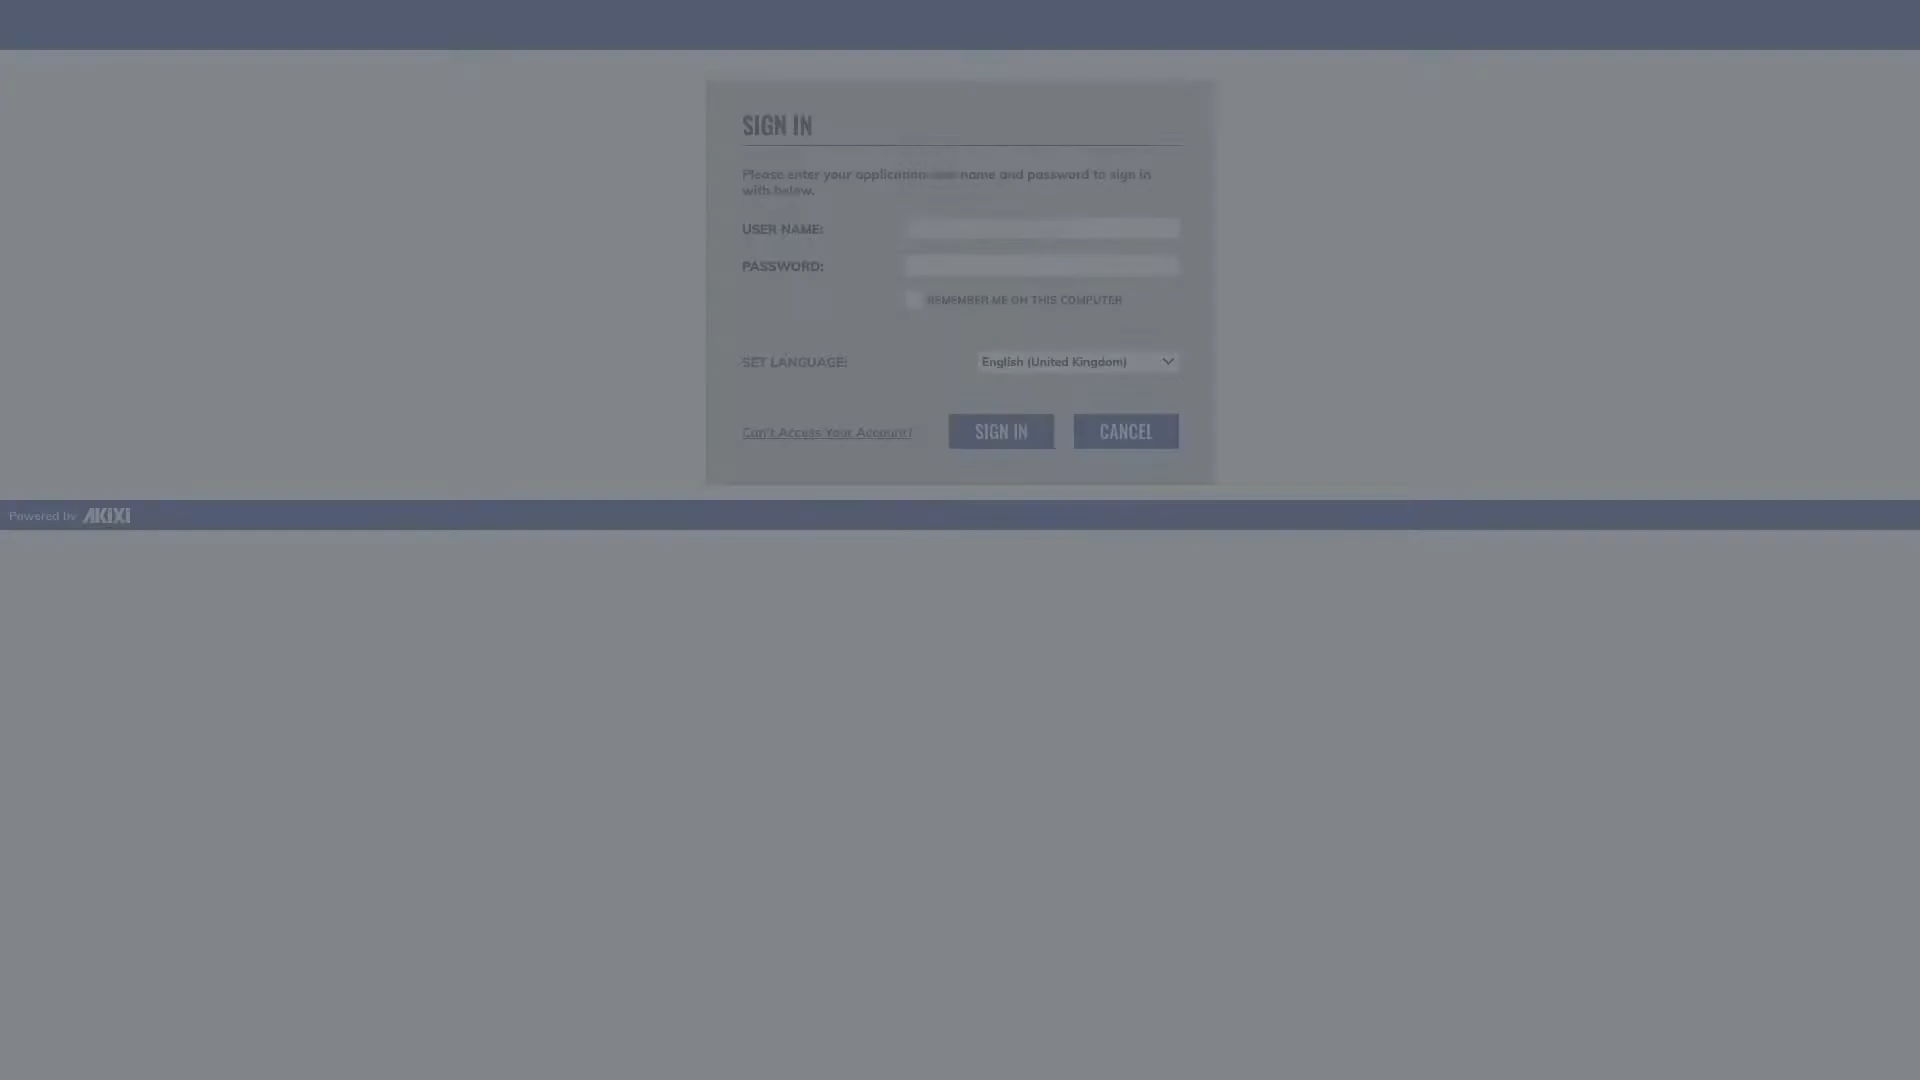 SIGN IN
Please enter your application user name and password to sign in
with below.
USER NAME:
PASSWORD:
REMEMBER ME ON THIS COMPUTER
SET LANGUAGE:
English (United Kingdom)
Can't Access Your Account?
SIGN IN
CANCEL
Powered by AKIXI